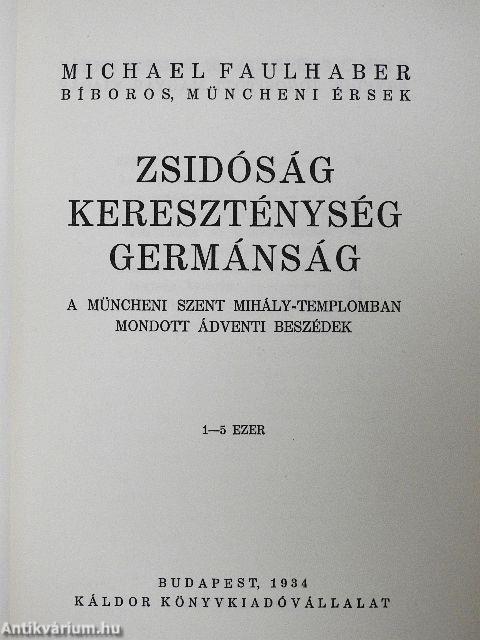 MICHAEL FAULHABER
BÍBOROS, MÜNCHENI ÉRSEK
ZSIDÓSÁG
KERESZTÉNYSÉG
GERMÁNSÁG
A MÜNCHENI SZENT MIHÁLY-TEMPLOMBAN
MONDOTT ÁDVENTI BESZÉDEK
1—5 EZER
BUDAPEST, 1934
KÁLDOR KÖNYVKIADÓVÁLLALAT
Antikvárium.hu